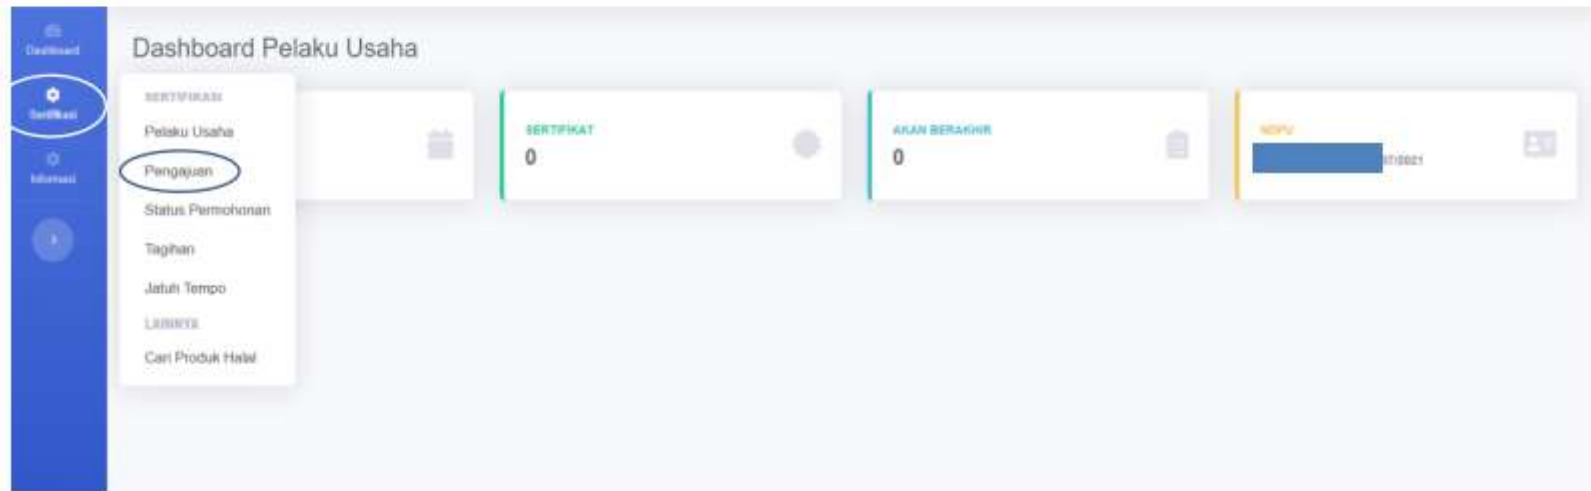 Dashboard
Sertifikasi
Informasi
Dashboard Pelaku Usaha
SERTIFIKASI
Pelaku Usaha
Pengajuan
Status Permohonan
Tagihan
Jatuh Tempo
LAINNYA
Cari Produk Halal
SERTIFIKAT
0
AKAN BERAKHIR
0